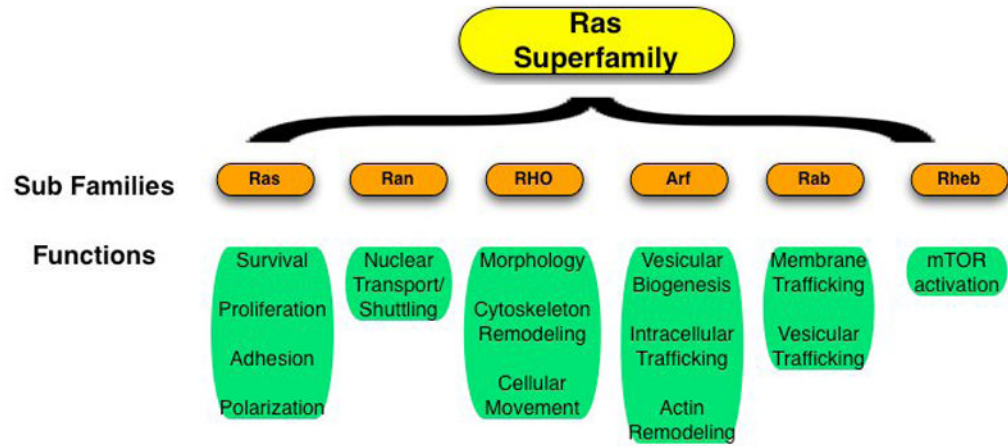 Ras
Superfamily
Sub Families
Ras
Ran
RHO
Arf
Rab
Rheb
Functions
Survival
Proliferation
Adhesion
Polarization
Nuclear
Transport/
Shuttling
Morphology
Cytoskeleton
Remodeling
Cellular
Movement
Vesicular
Biogenesis
Intracellular
Trafficking
Actin
Remodeling
Membrane
Trafficking
Vesicular
Trafficking
mTOR
activation